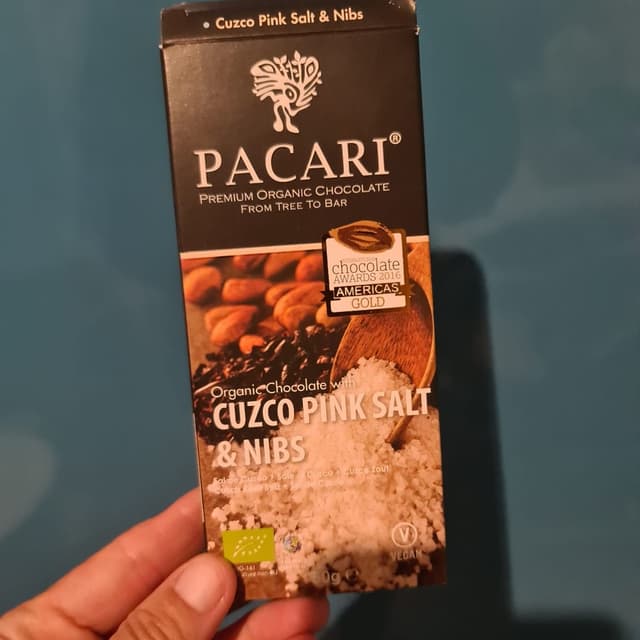 • Cuzco Pink Salt & Nibs
PACARI®
PREMIUM ORGANIC CHOCOLATE
FROM TREE TO BAR
chocolate
AWARDS 2016
AMERICAS
GOLD
Organic Chocolate with
CUZCO PINK SALT
& NIBS
VEGAN